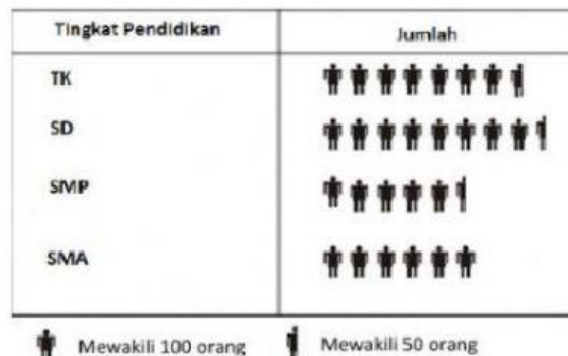 Tingkat Pendidikan Jumlah
TK
SD
SMP
SMA
Mewakili 100 orang Mewakili 50 orang